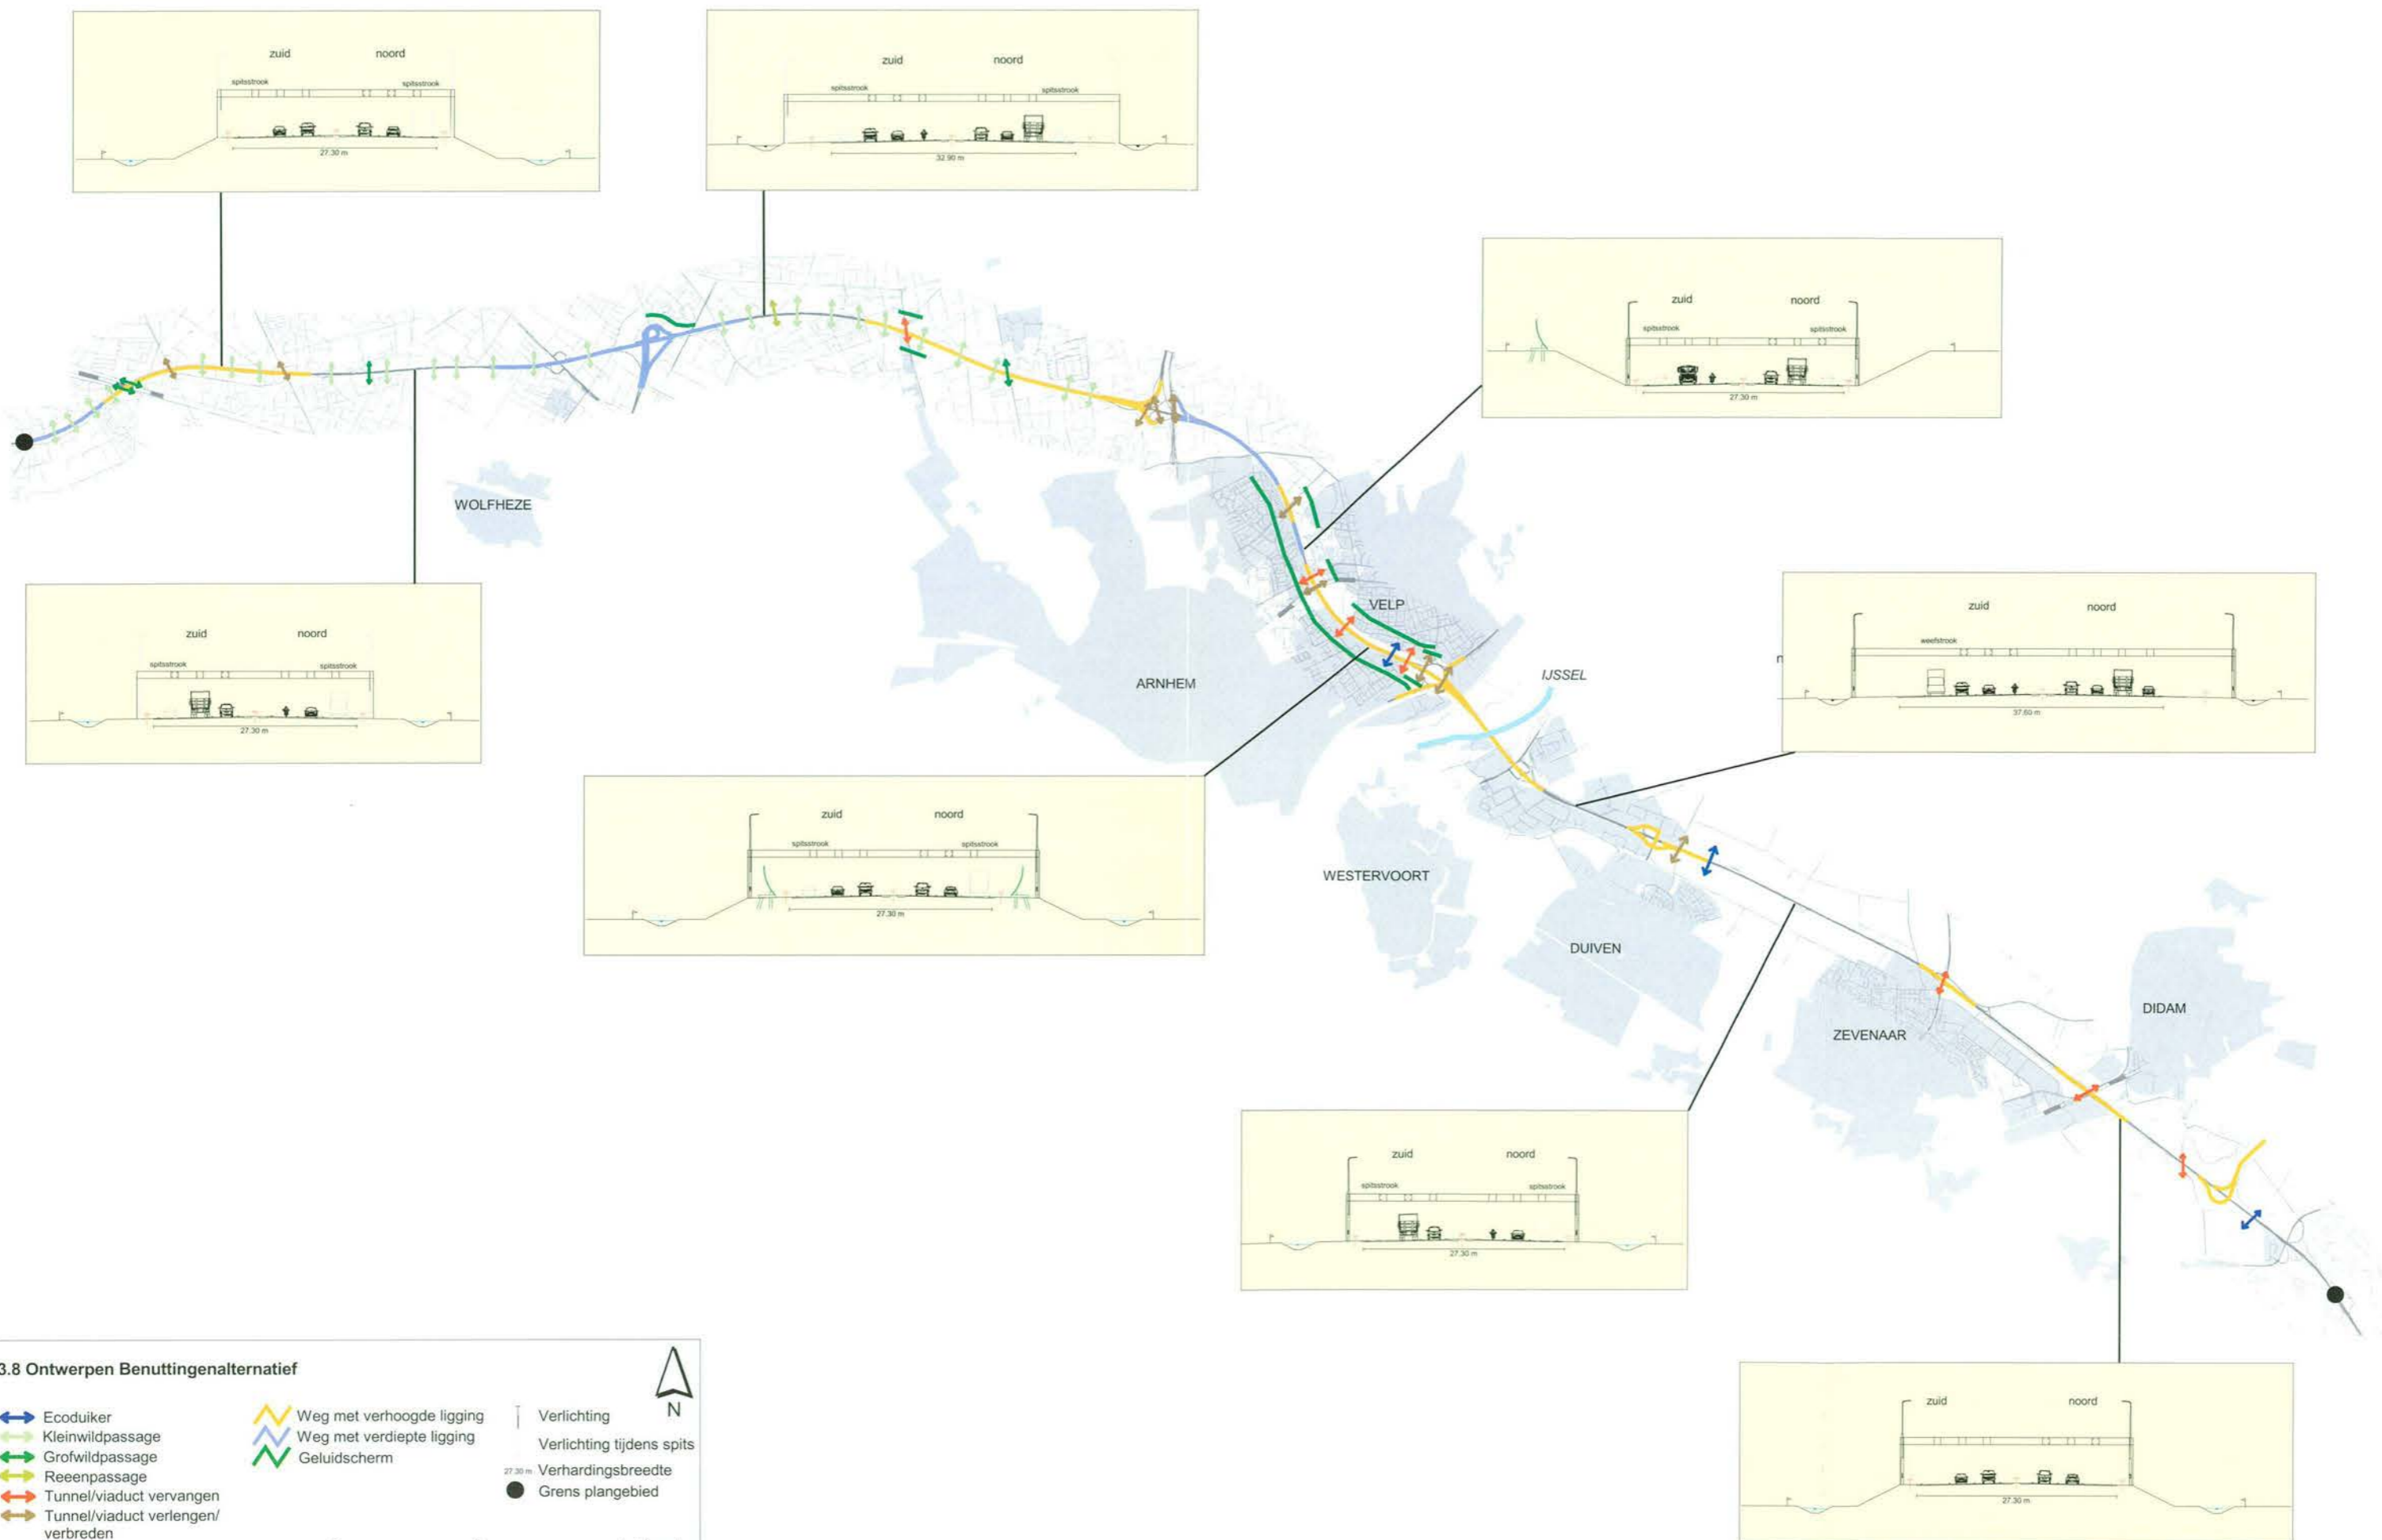 zuid noord
spitsstrook spitsstrook
27.30 m
zuid noord
spitsstrook spitsstrook
32.90 m
zuid noord
spitsstrook spitsstrook
27.30 m
WOLFHEZE
VELP
ARNHEM
IJSSEL
zuid noord
weefstrook
37.60 m
zuid noord
spitsstrook spitsstrook
27.30 m
zuid noord
spitsstrook spitsstrook
27.30 m
WESTERVOORT
DUIVEN
ZEVENAAR
DIDAM
zuid noord
spitsstrook spitsstrook
27.30 m
zuid noord
27.30 m
3.8 Ontwerpen Benuttingenalternatief
N
Ecoduiker
Kleinwildpassage
Grofwildpassage
Reeenpassage
Tunnel/viaduct vervangen
Tunnel/viaduct verlengen/
verbreden
Weg met verhoogde ligging
Weg met verdiepte ligging
Geluidscherm
Verlichting
Verlichting tijdens spits
27.30 m Verhardingsbreedte
Grens plangebied